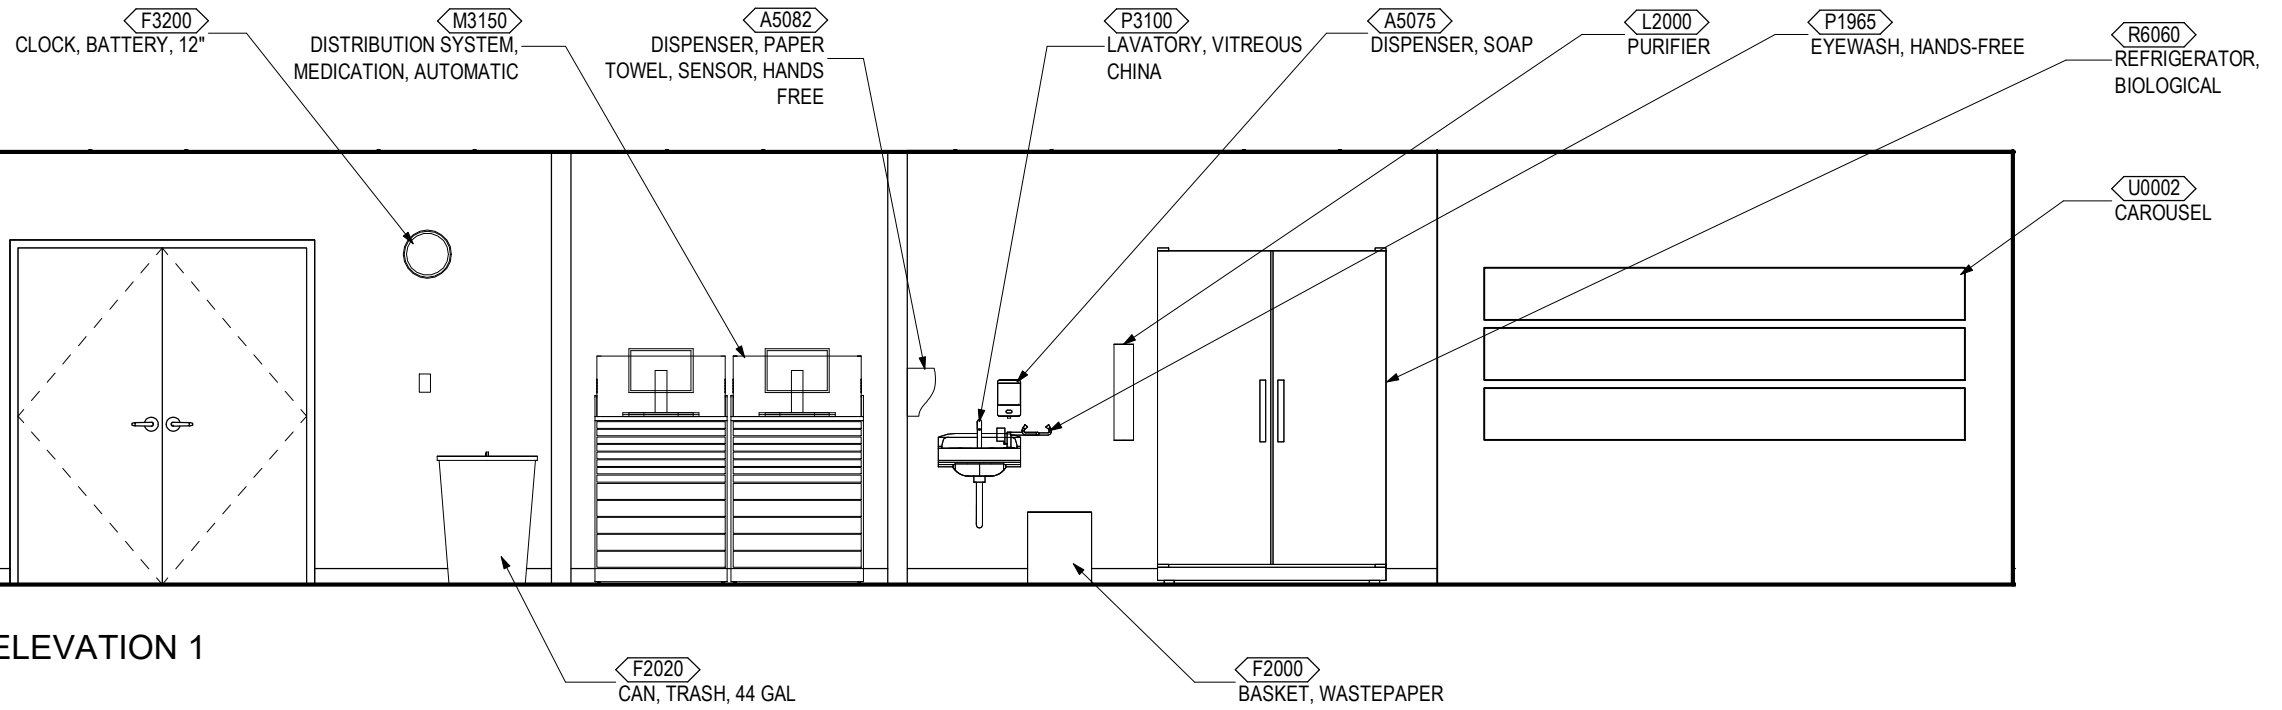 F3200
CLOCK, BATTERY, 12"
M3150
DISTRIBUTION SYSTEM,
MEDICATION, AUTOMATIC
A5082
DISPENSER, PAPER
TOWEL, SENSOR, HANDS
FREE
P3100
LAVATORY, VITREOUS
CHINA
A5075
DISPENSER, SOAP
L2000
PURIFIER
P1965
EYEWASH, HANDS-FREE
R6060
REFRIGERATOR,
BIOLOGICAL
U0002
CAROUSEL
ELEVATION 1
F2020
CAN, TRASH, 44 GAL
F2000
BASKET, WASTEPAPER